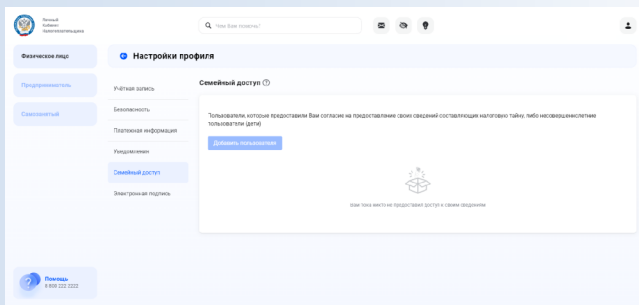 Личный
Кабинет
Налогоплательщика
Чем Вам помочь?
Физическое лицо
Предприниматель
Самозанятый
Настройки профиля
Учётная запись
Безопасность
Платежная информация
Уведомления
Семейный доступ
Электронная подпись
Семейный доступ
Пользователи, которые предоставили Вам согласие на предоставление своих сведений составляющих налоговую тайну, либо несовершеннолетние
пользователи (дети)
Добавить пользователя
Вам пока никто не предоставил доступ к своим сведениям
Помощь
8 800 222 2222